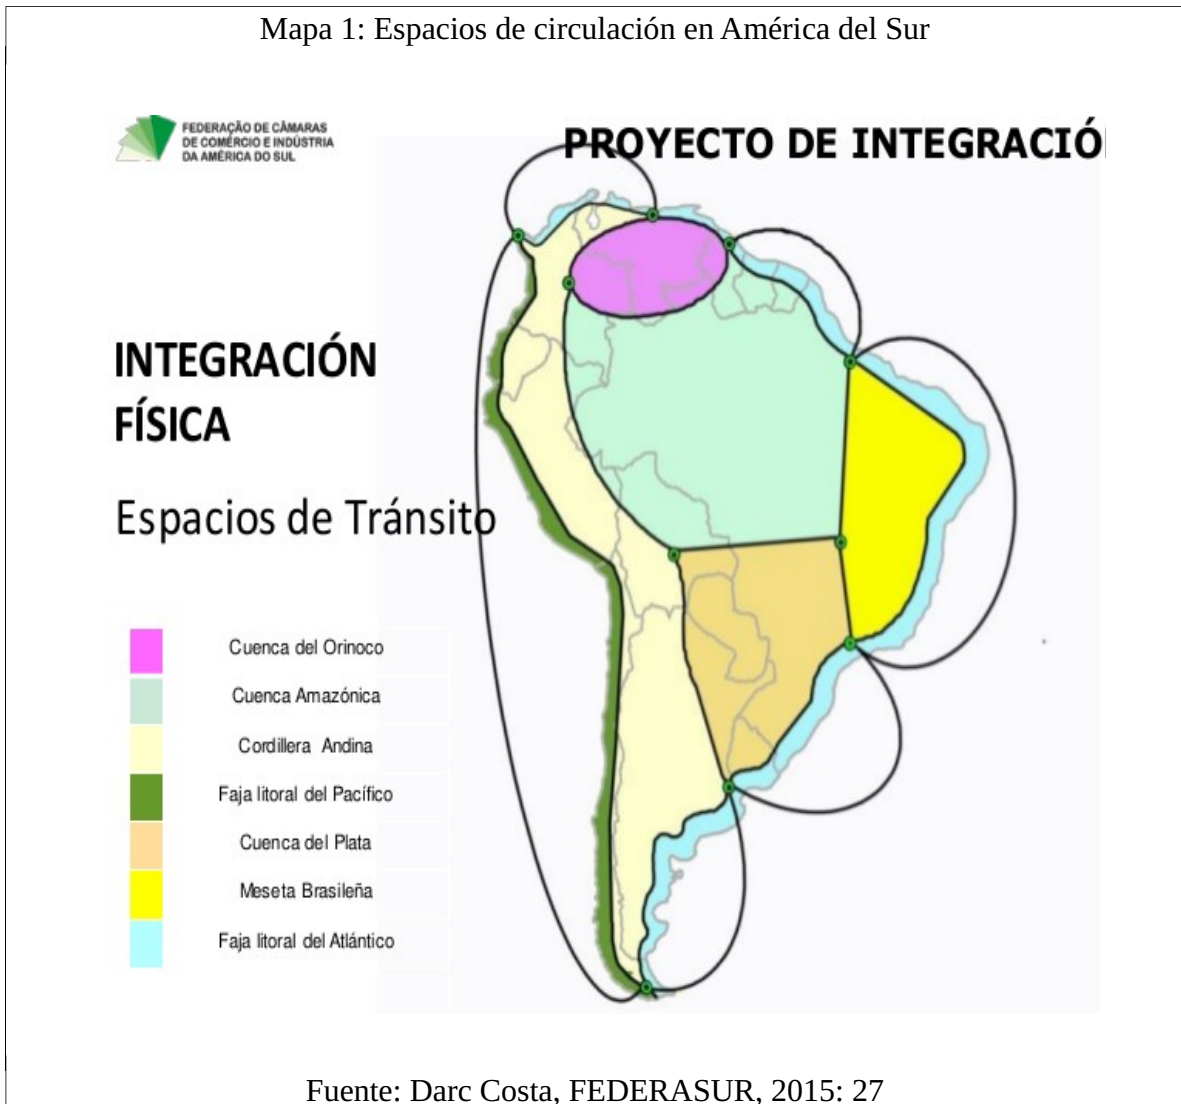 Mapa 1: Espacios de circulación en América del Sur
FEDERAÇÃO DE CÂMARAS
DE COMÉRCIO E INDÚSTRIA
DA AMÉRICA DO SUL
PROYECTO DE INTEGRACIÓ
INTEGRACIÓN
FÍSICA
Espacios de Tránsito
Cuenca del Orinoco
Cuenca Amazónica
Cordillera Andina
Faja litoral del Pacífico
Cuenca del Plata
Meseta Brasileña
Faja litoral del Atlántico
Fuente: Darc Costa, FEDERASUR, 2015: 27